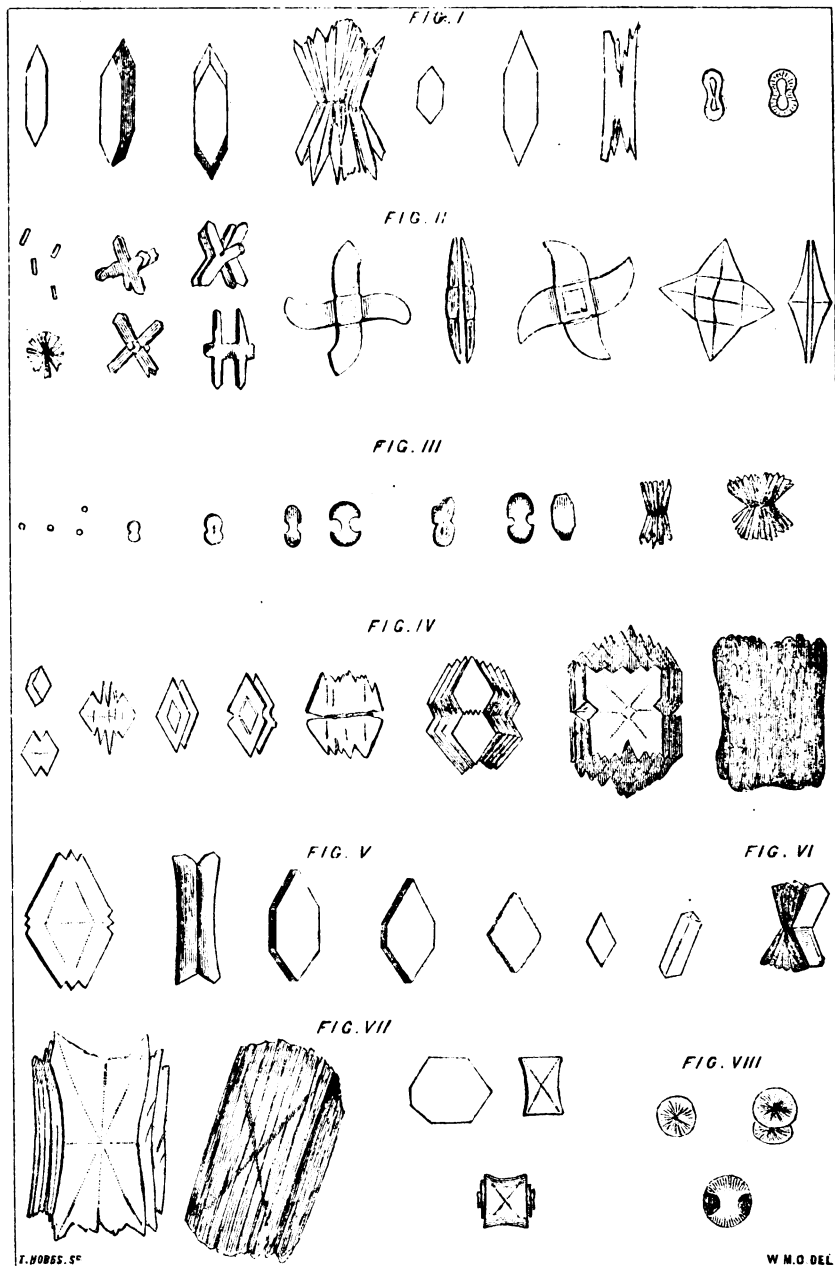 FIG. I
FIG. II
FIG. III
FIG. IV
FIG. V
FIG. VI
FIG. VII
FIG. VIII
T. HOBBS. Sc
W M.O. DEL